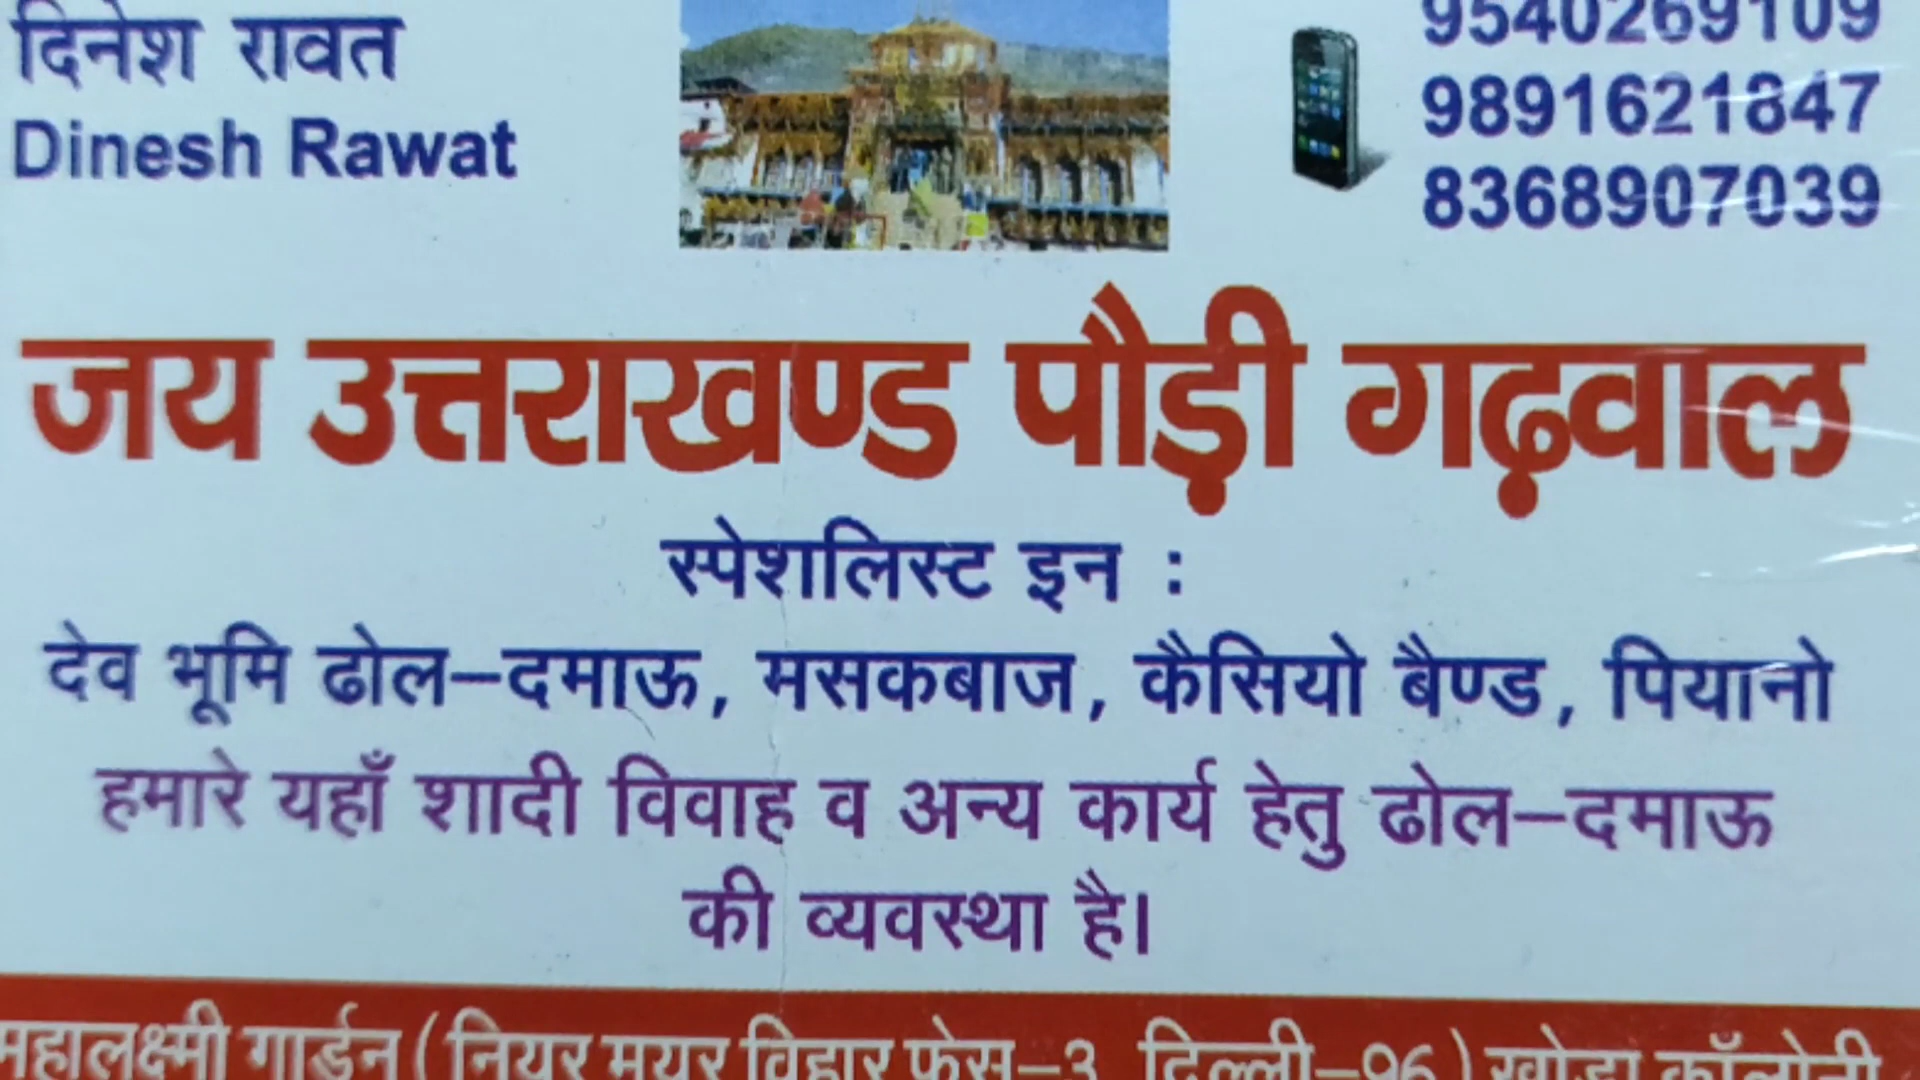 दिनेश रावत
Dinesh Rawat
9540269109
9891621847
8368907039
जय उत्तराखण्ड पौड़ी गढ़वाल
स्पेशलिस्ट इन :
देव भूमि ढोल–दमाऊ, मसकबाज, कैसियो बैण्ड, पियानो
हमारे यहाँ शादी विवाह व अन्य कार्य हेतु ढोल–दमाऊ
की व्यवस्था है।
महालक्ष्मी गार्डन ( नियर मयूर विहार फेस–3, दिल्ली–96 ) खोड़ा कॉलोनी